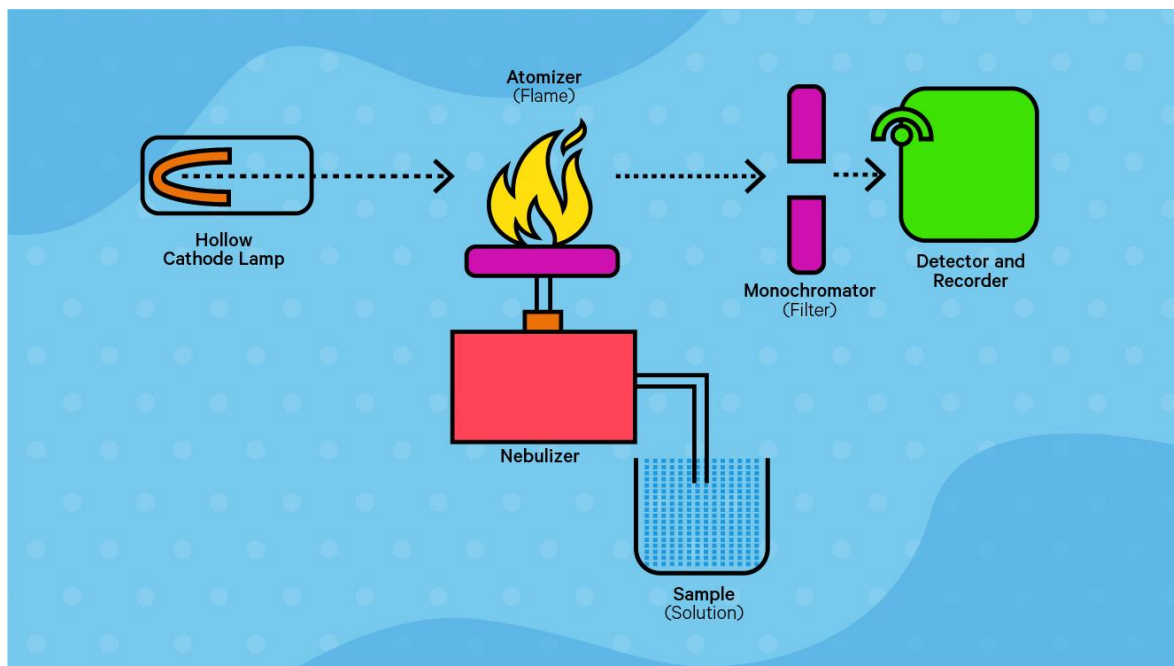 Atomizer
(Flame)
Hollow
Cathode Lamp
Monochromator
(Filter)
Detector and
Recorder
Nebulizer
Sample
(Solution)